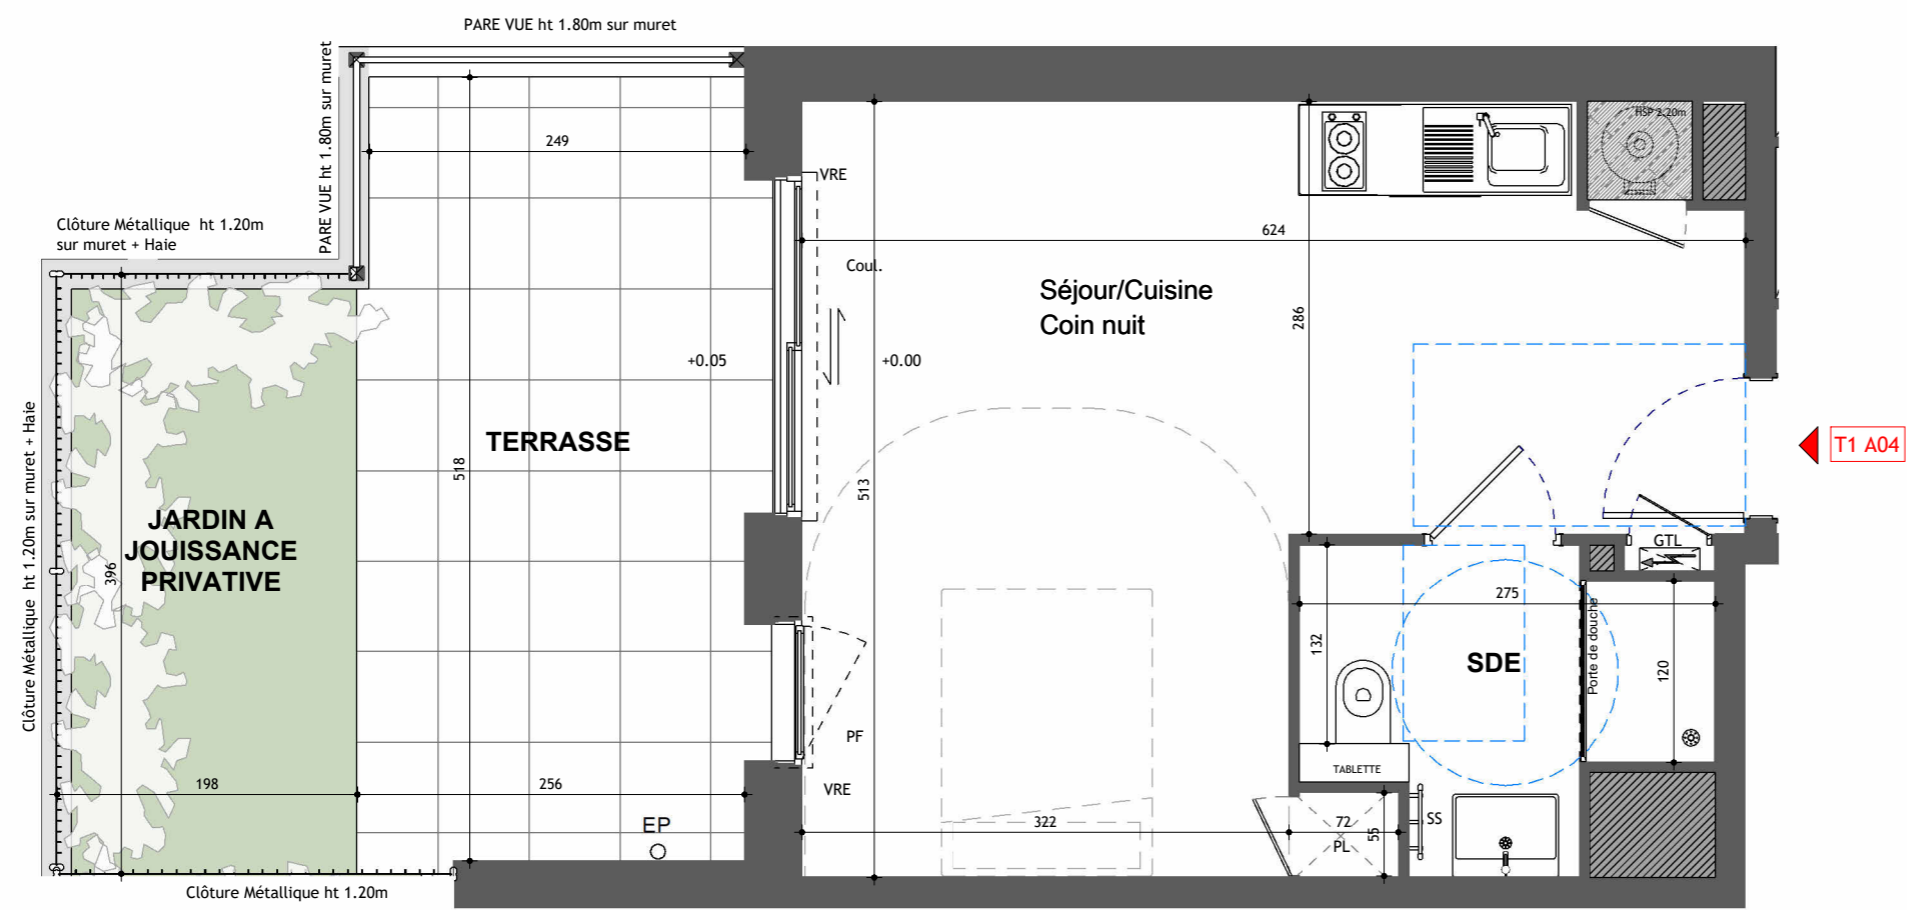 PARE VUE ht 1.80m sur muret
PARE VUE ht 1.80m sur muret
HSP 2.20m
249
VRE
Clôture Métallique ht 1.20m
sur muret + Haie
624
Coul.
Séjour/Cuisine
Coin nuit
286
+0.05
+0.00
TERRASSE
T1 A04
518
513
Clôture Métallique ht 1.20m sur muret + Haie
JARDIN A
JOUISSANCE
PRIVATIVE
396
GTL
275
132
SDE
Porte de douche
120
PF
TABLETTE
198
256
VRE
EP
322
72
55
PL
SS
Clôture Métallique ht 1.20m